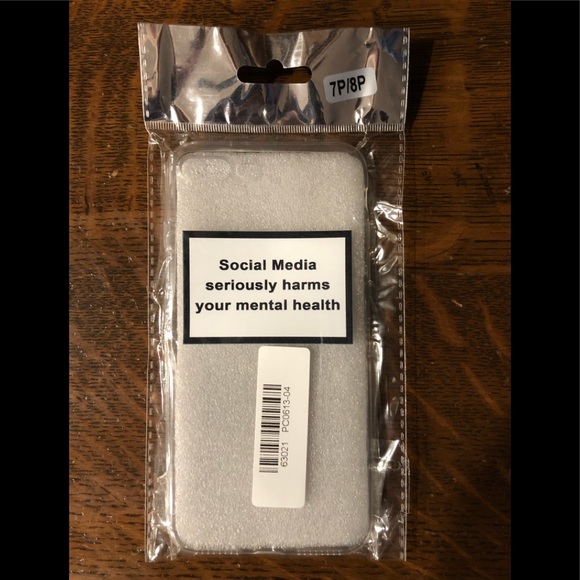 7P/8P
Social Media
seriously harms
your mental health
63021 PC0613-04